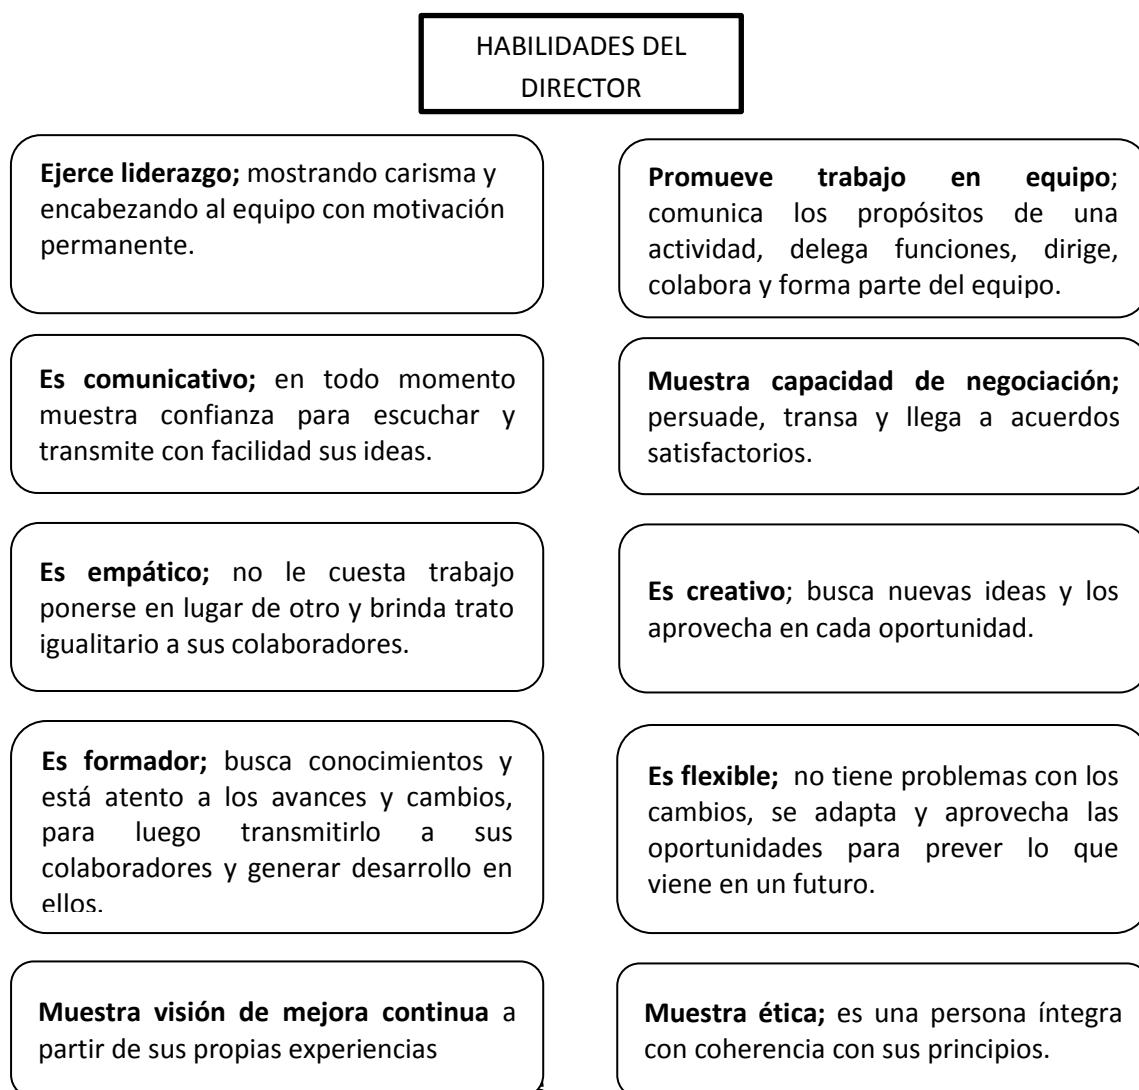 HABILIDADES DEL
DIRECTOR
Ejerce liderazgo; mostrando carisma y
encabezando al equipo con motivación
permanente.
Promueve trabajo en equipo;
comunica los propósitos de una
actividad, delega funciones, dirige,
colabora y forma parte del equipo.
Es comunicativo; en todo momento
muestra confianza para escuchar y
transmite con facilidad sus ideas.
Muestra capacidad de negociación;
persuade, transa y llega a acuerdos
satisfactorios.
Es empático; no le cuesta trabajo
ponerse en lugar de otro y brinda trato
igualitario a sus colaboradores.
Es creativo; busca nuevas ideas y los
aprovecha en cada oportunidad.
Es formador; busca conocimientos y
está atento a los avances y cambios,
para luego transmitirlo a sus
colaboradores y generar desarrollo en
ellos.
Es flexible; no tiene problemas con los
cambios, se adapta y aprovecha las
oportunidades para prever lo que
viene en un futuro.
Muestra visión de mejora continua a
partir de sus propias experiencias
Muestra ética; es una persona íntegra
con coherencia con sus principios.